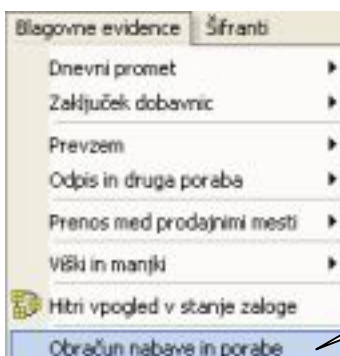 Blagovne evidence Šifranti
Dnevni promet
Zaključek dobavnic
Prevzem
Odpis in druga poraba
Prenos med prodajnimi mesti
Viški in manjki
Hitri vpogled v stanje zaloge
Obračun nabave in porabe